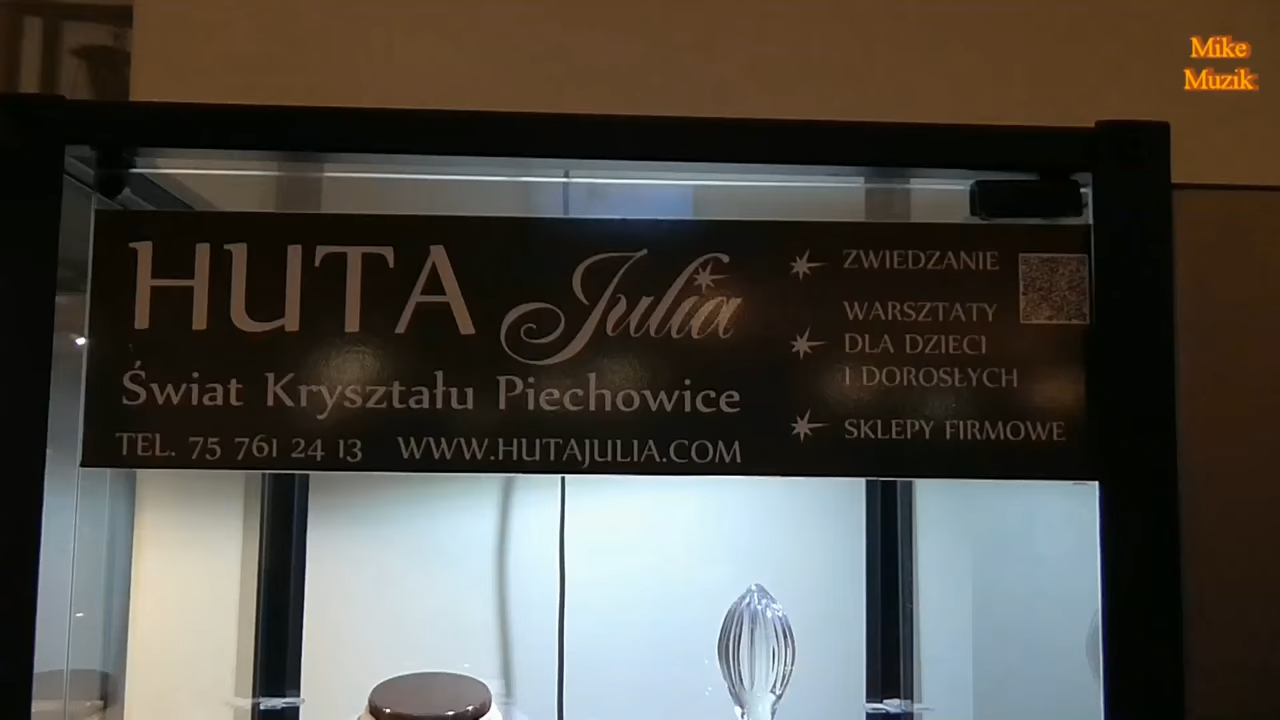 Mike
Muzik
HUTA Julia
Świat Kryształu Piechowice
TEL. 75 761 24 13 WWW.HUTAJULIA.COM
ZWIEDZANIE
WARSZTATY
DLA DZIECI
I DOROSŁYCH
SKLEPY FIRMOWE